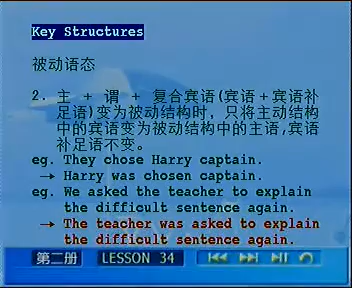 Key Structures
被动语态
2. 主 + 谓 + 复合宾语(宾语+宾语补
足语)变为被动结构时, 只将主动结构
中的宾语变为被动结构中的主语,宾语
补足语不变。
eg. They chose Harry captain.
→ Harry was chosen captain.
eg. We asked the teacher to explain
the difficult sentence again.
→ The teacher was asked to explain
the difficult sentence again.
第二册 LESSON 34